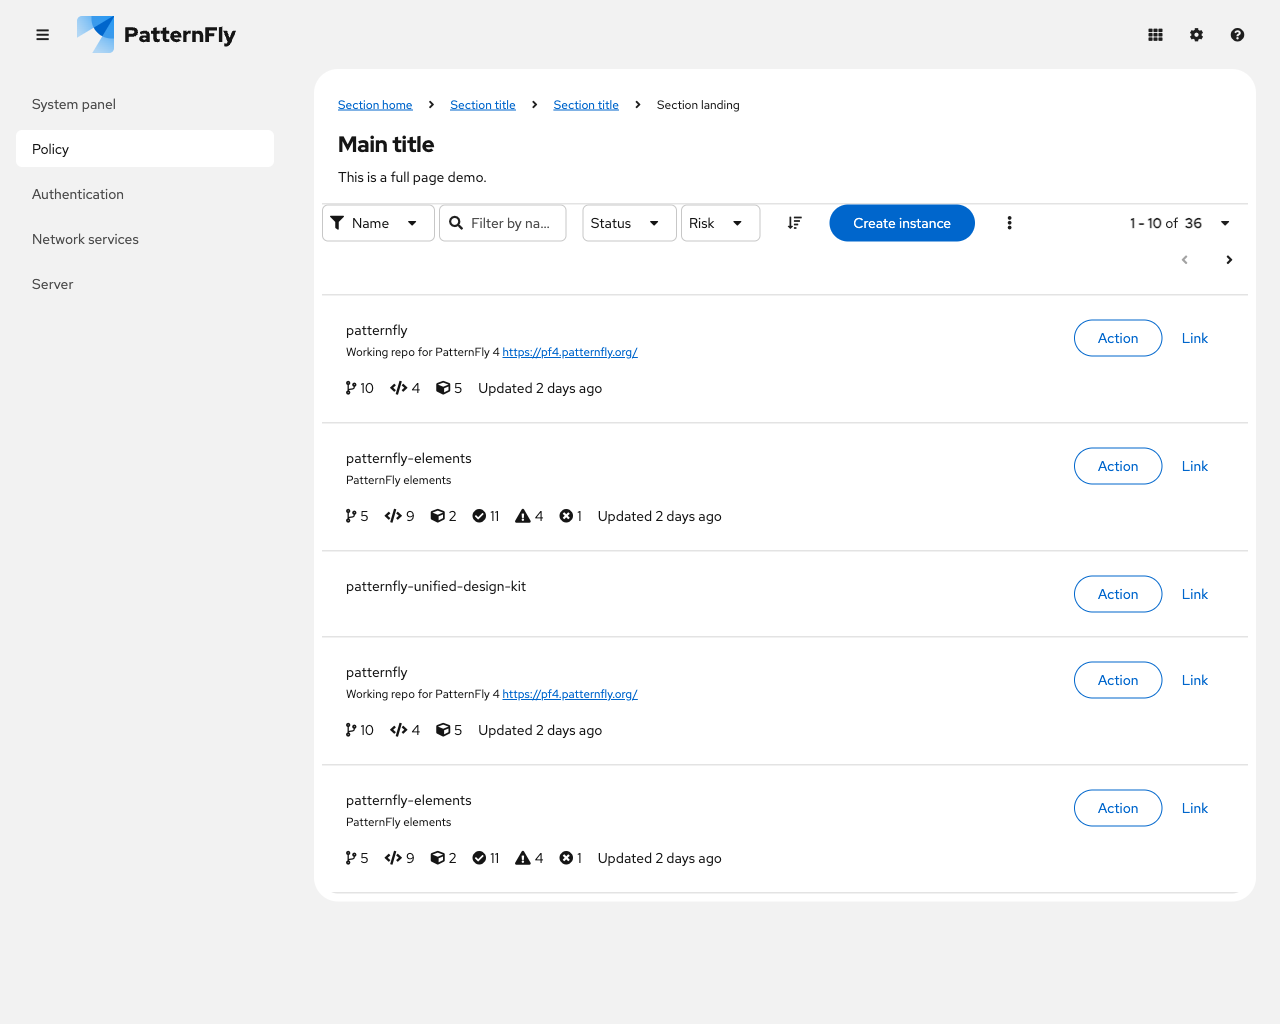 PatternFly
System panel
Policy
Authentication
Network services
Server
Section home > Section title > Section title > Section landing
Main title
This is a full page demo.
Name Filter by na... Status Risk Create instance 1 - 10 of 36
patternfly Action Link
Working repo for PatternFly 4 https://pf4.patternfly.org/
10 4 5 Updated 2 days ago
patternfly-elements Action Link
PatternFly elements
5 9 2 11 4 1 Updated 2 days ago
patternfly-unified-design-kit Action Link
patternfly Action Link
Working repo for PatternFly 4 https://pf4.patternfly.org/
10 4 5 Updated 2 days ago
patternfly-elements Action Link
PatternFly elements
5 9 2 11 4 1 Updated 2 days ago